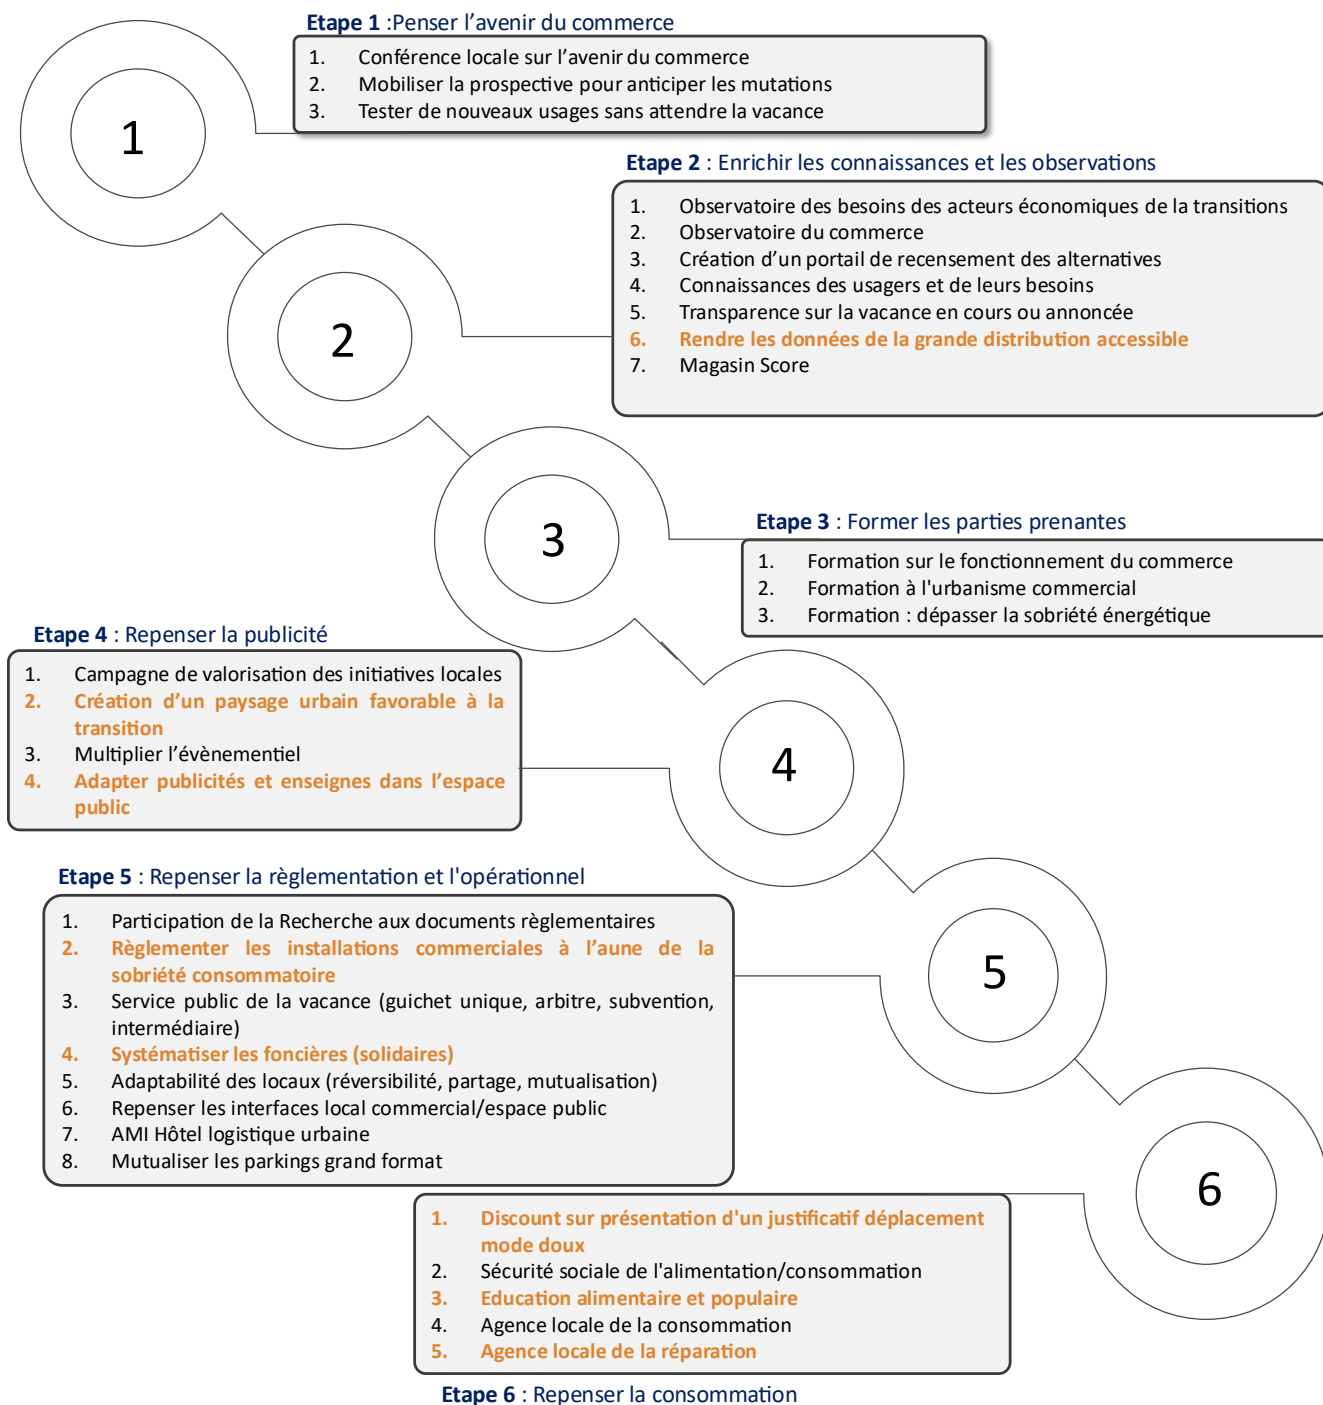 Etape 1 :Penser l’avenir du commerce
1. Conférence locale sur l’avenir du commerce
2. Mobiliser la prospective pour anticiper les mutations
3. Tester de nouveaux usages sans attendre la vacance
1
Etape 2 : Enrichir les connaissances et les observations
1. Observatoire des besoins des acteurs économiques de la transitions
2. Observatoire du commerce
3. Création d’un portail de recensement des alternatives
4. Connaissances des usagers et de leurs besoins
5. Transparence sur la vacance en cours ou annoncée
6. Rendre les données de la grande distribution accessible
7. Magasin Score
2
Etape 3 : Former les parties prenantes
1. Formation sur le fonctionnement du commerce
2. Formation à l'urbanisme commercial
3. Formation : dépasser la sobriété énergétique
3
Etape 4 : Repenser la publicité
1. Campagne de valorisation des initiatives locales
2. Création d’un paysage urbain favorable à la
transition
3. Multiplier l’évènementiel
4. Adapter publicités et enseignes dans l’espace
public
4
Etape 5 : Repenser la règlementation et l'opérationnel
1. Participation de la Recherche aux documents règlementaires
2. Règlementer les installations commerciales à l’aune de la
sobriété consommatoire
3. Service public de la vacance (guichet unique, arbitre, subvention,
intermédiaire)
4. Systématiser les foncières (solidaires)
5. Adaptabilité des locaux (réversibilité, partage, mutualisation)
6. Repenser les interfaces local commercial/espace public
7. AMI Hôtel logistique urbaine
8. Mutualiser les parkings grand format
5
1. Discount sur présentation d'un justificatif déplacement
mode doux
2. Sécurité sociale de l'alimentation/consommation
3. Education alimentaire et populaire
4. Agence locale de la consommation
5. Agence locale de la réparation
6
Etape 6 : Repenser la consommation